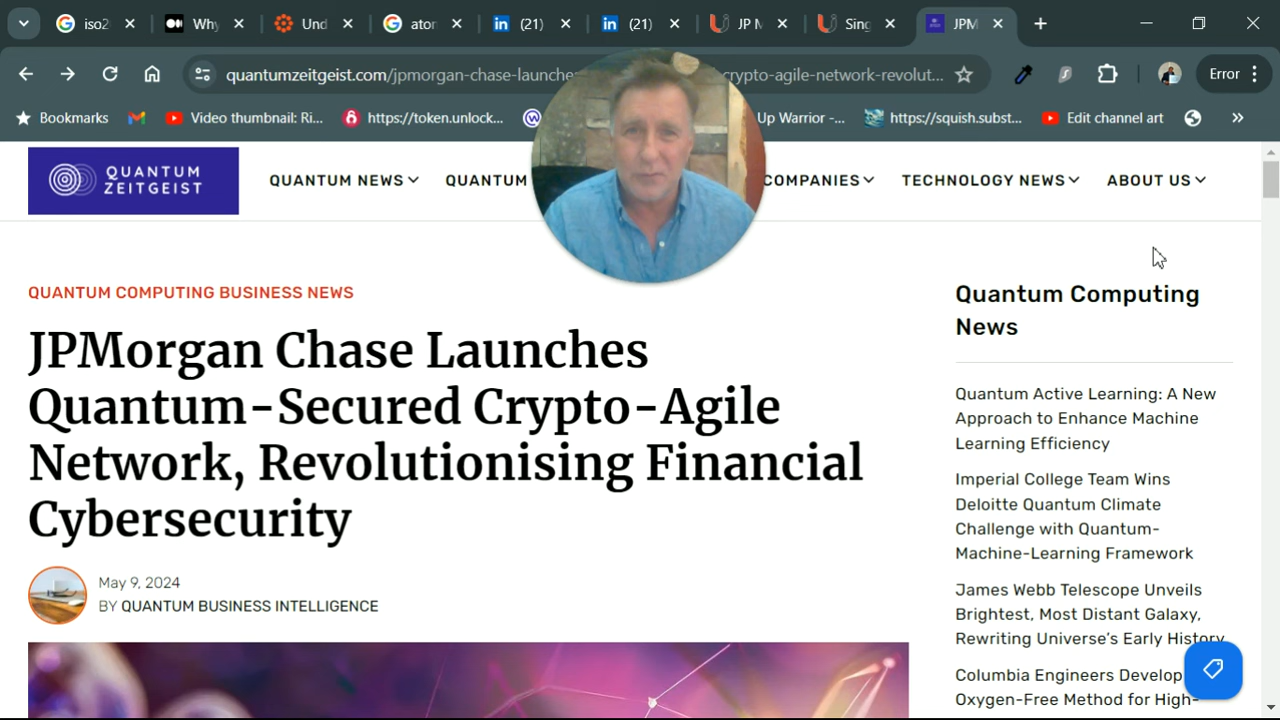 iso2
Why
Und
ator
(21)
(21)
JP M
Sing
JPM
quantumzeitgeist.com/jpmorgan-chase-launche
crypto-agile-network-revolut...
Error
Bookmarks
Video thumbnail: Ri...
https://token.unlock...
Up Warrior -...
https://squish.subst...
Edit channel art
QUANTUM
ZEITGEIST
QUANTUM NEWS
QUANTUM
COMPANIES
TECHNOLOGY NEWS
ABOUT US
QUANTUM COMPUTING BUSINESS NEWS
JPMorgan Chase Launches
Quantum-Secured Crypto-Agile
Network, Revolutionising Financial
Cybersecurity
May 9, 2024
BY QUANTUM BUSINESS INTELLIGENCE
Quantum Computing
News
Quantum Active Learning: A New
Approach to Enhance Machine
Learning Efficiency
Imperial College Team Wins
Deloitte Quantum Climate
Challenge with Quantum-
Machine-Learning Framework
James Webb Telescope Unveils
Brightest, Most Distant Galaxy,
Rewriting Universe's Early History
Columbia Engineers Develop
Oxygen-Free Method for High-